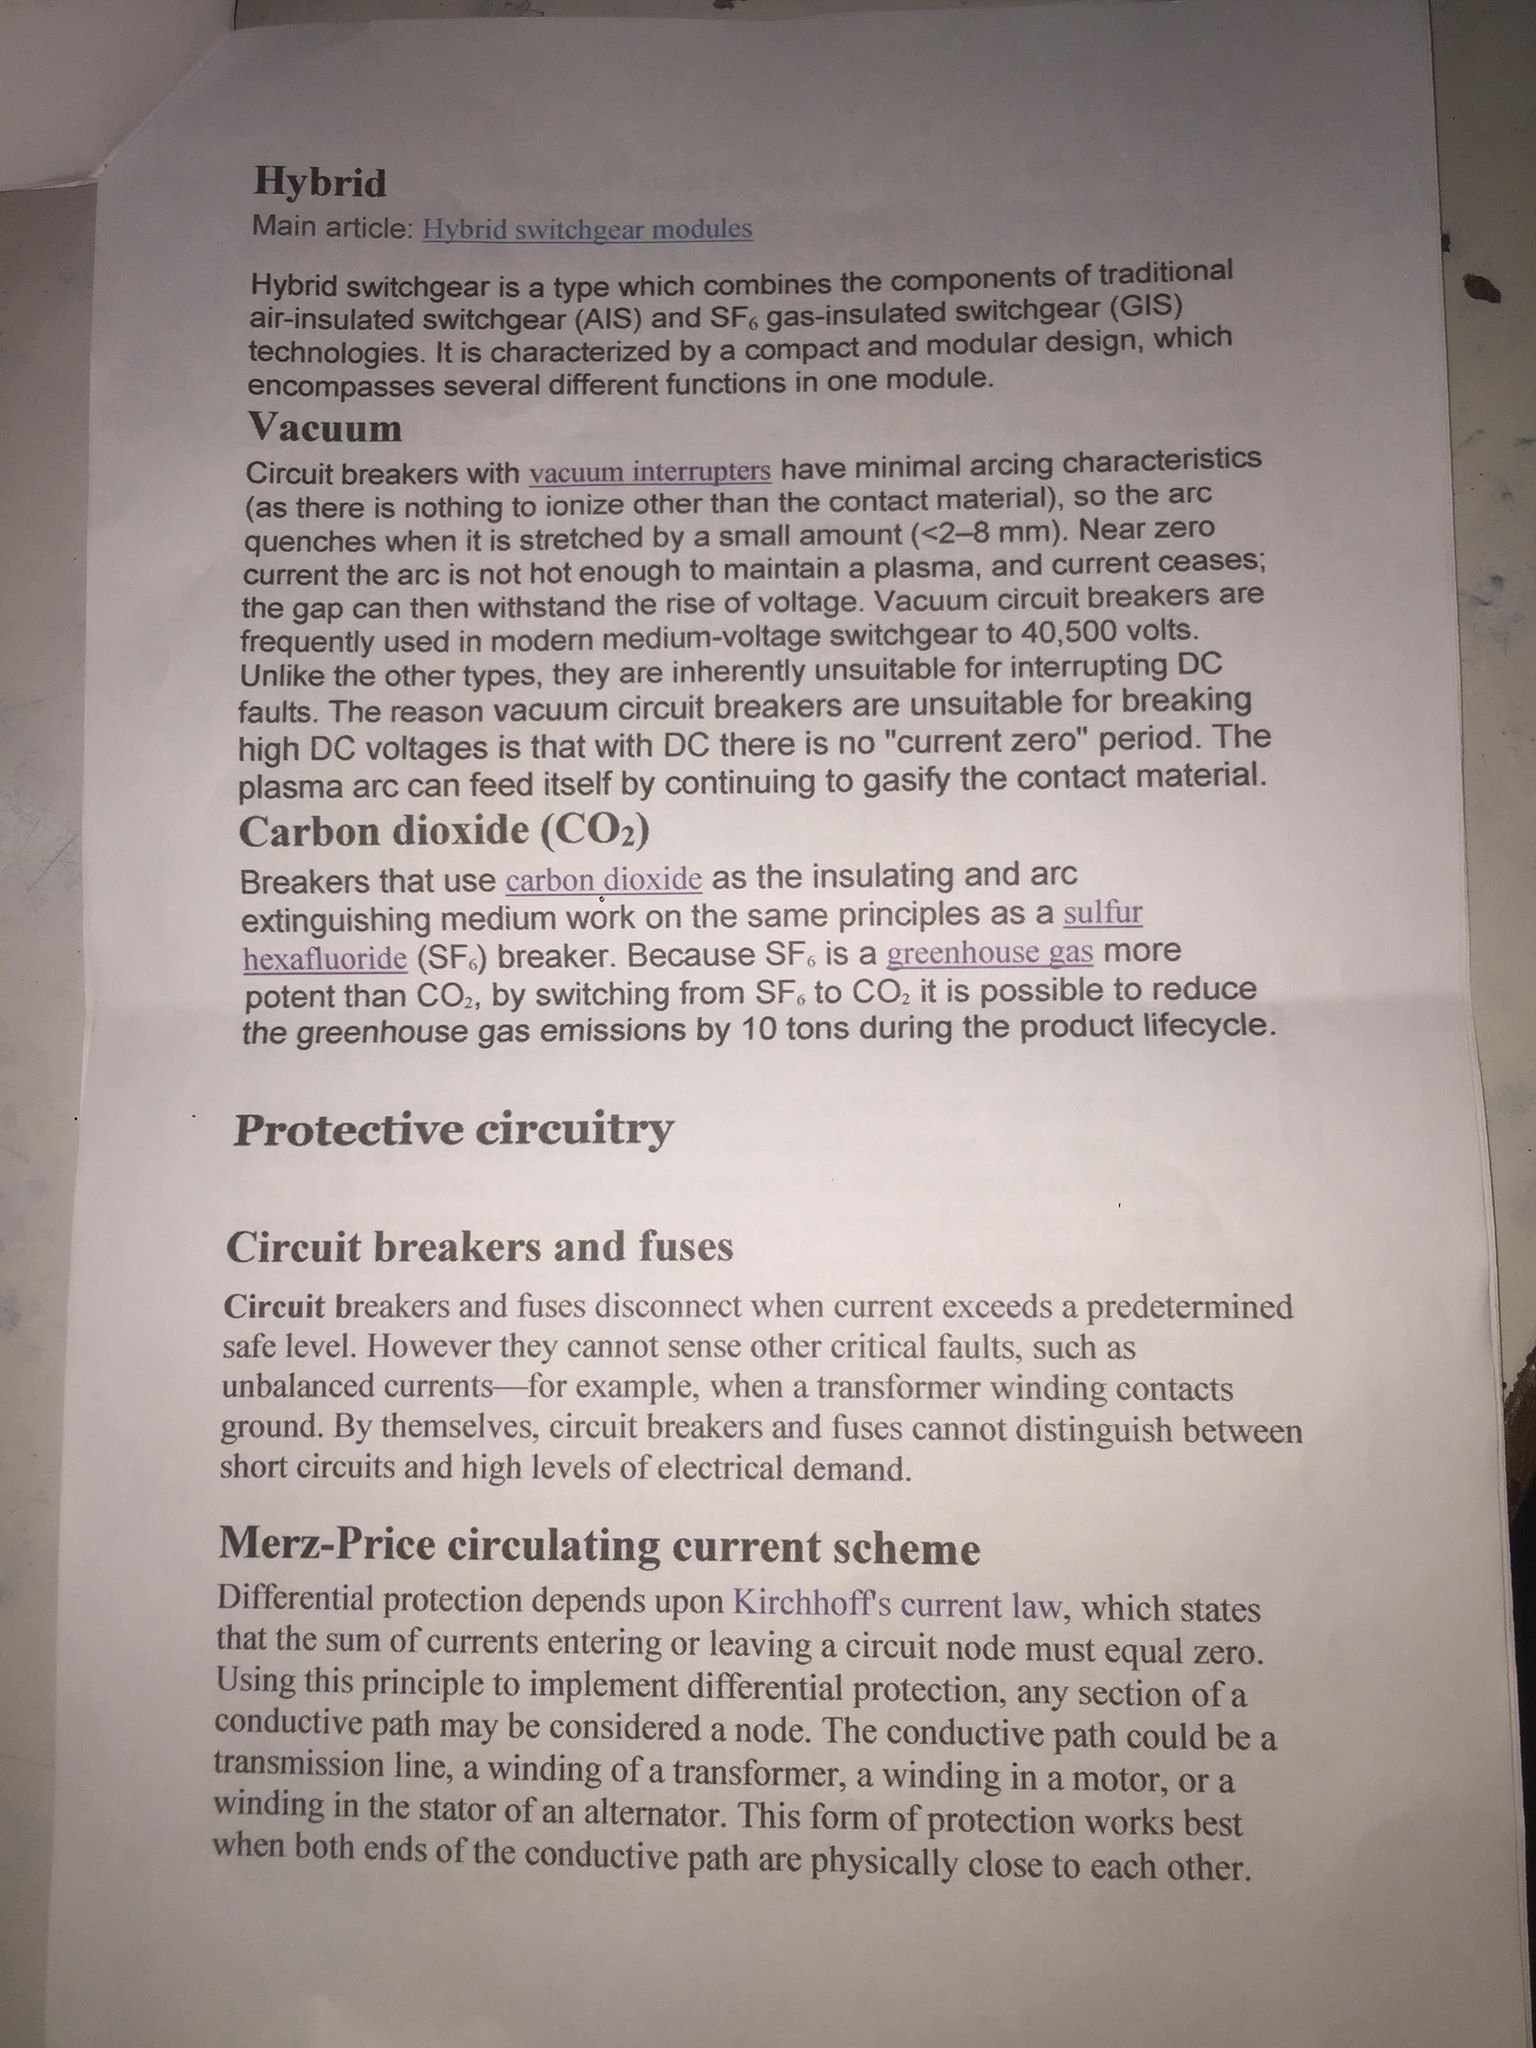 Hybrid
Main article: Hybrid switchgear modules
Hybrid switchgear is a type which combines the components of traditional
air-insulated switchgear (AIS) and SF₆ gas-insulated switchgear (GIS)
technologies. It is characterized by a compact and modular design, which
encompasses several different functions in one module.
Vacuum
Circuit breakers with vacuum interrupters have minimal arcing characteristics
(as there is nothing to ionize other than the contact material), so the arc
quenches when it is stretched by a small amount (<2–8 mm). Near zero
current the arc is not hot enough to maintain a plasma, and current ceases;
the gap can then withstand the rise of voltage. Vacuum circuit breakers are
frequently used in modern medium-voltage switchgear to 40,500 volts.
Unlike the other types, they are inherently unsuitable for interrupting DC
faults. The reason vacuum circuit breakers are unsuitable for breaking
high DC voltages is that with DC there is no "current zero" period. The
plasma arc can feed itself by continuing to gasify the contact material.
Carbon dioxide (CO₂)
Breakers that use carbon dioxide as the insulating and arc
extinguishing medium work on the same principles as a sulfur
hexafluoride (SF₆) breaker. Because SF₆ is a greenhouse gas more
potent than CO₂, by switching from SF₆ to CO₂ it is possible to reduce
the greenhouse gas emissions by 10 tons during the product lifecycle.
Protective circuitry
Circuit breakers and fuses
Circuit breakers and fuses disconnect when current exceeds a predetermined
safe level. However they cannot sense other critical faults, such as
unbalanced currents—for example, when a transformer winding contacts
ground. By themselves, circuit breakers and fuses cannot distinguish between
short circuits and high levels of electrical demand.
Merz-Price circulating current scheme
Differential protection depends upon Kirchhoff's current law, which states
that the sum of currents entering or leaving a circuit node must equal zero.
Using this principle to implement differential protection, any section of a
conductive path may be considered a node. The conductive path could be a
transmission line, a winding of a transformer, a winding in a motor, or a
winding in the stator of an alternator. This form of protection works best
when both ends of the conductive path are physically close to each other.